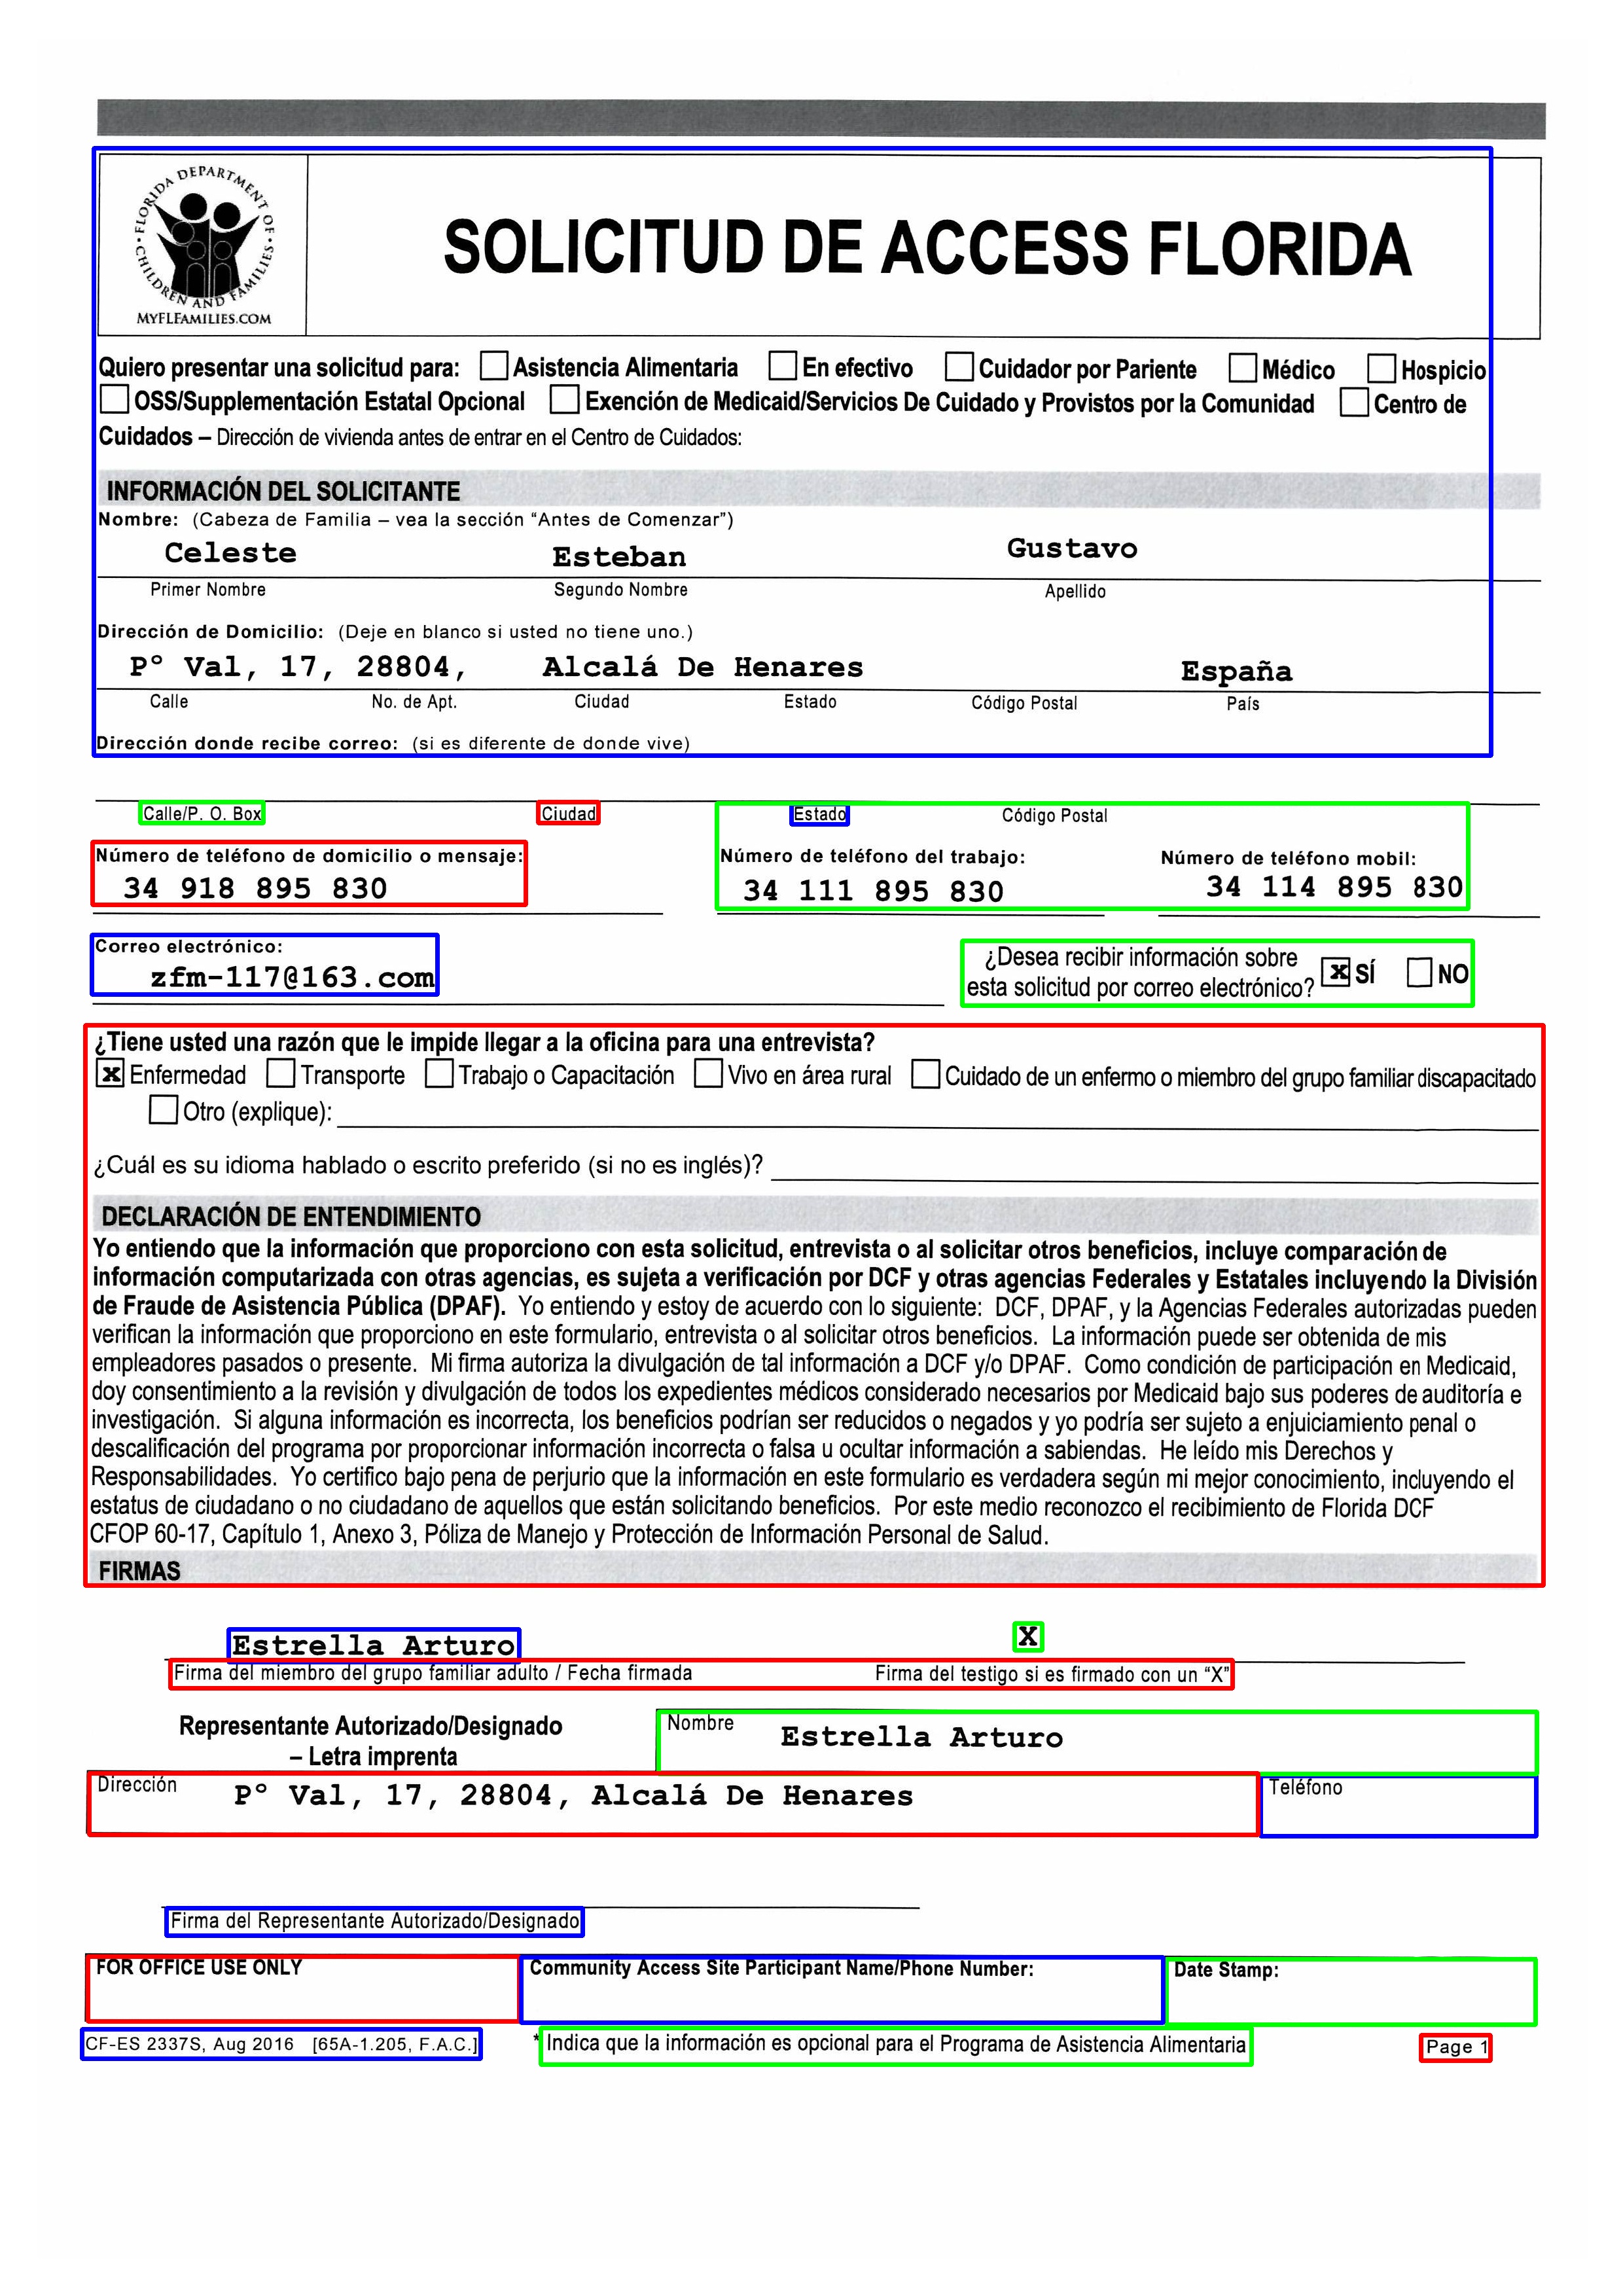 FLORIDA DEPARTMENT OF CHILDREN AND FAMILIES
MYFLFAMILIES.COM
SOLICITUD DE ACCESS FLORIDA
Quiero presentar una solicitud para: Asistencia Alimentaria En efectivo Cuidador por Pariente Médico Hospicio
OSS/Supplementación Estatal Opcional Exención de Medicaid/Servicios De Cuidado y Provistos por la Comunidad Centro de
Cuidados – Dirección de vivienda antes de entrar en el Centro de Cuidados:
INFORMACIÓN DEL SOLICITANTE
Nombre: (Cabeza de Familia – vea la sección “Antes de Comenzar”)
Celeste Esteban Gustavo
Primer Nombre Segundo Nombre Apellido
Dirección de Domicilio: (Deje en blanco si usted no tiene uno.)
Pº Val, 17, 28804, Alcalá De Henares España
Calle No. de Apt. Ciudad Estado Código Postal País
Dirección donde recibe correo: (si es diferente de donde vive)
Calle/P. O. Box Ciudad Estado Código Postal
Número de teléfono de domicilio o mensaje: Número de teléfono del trabajo: Número de teléfono mobil:
34 918 895 830 34 111 895 830 34 114 895 830
Correo electrónico: ¿Desea recibir información sobre
zfm-117@163.com esta solicitud por correo electrónico? x SÍ NO
¿Tiene usted una razón que le impide llegar a la oficina para una entrevista?
x Enfermedad Transporte Trabajo o Capacitación Vivo en área rural Cuidado de un enfermo o miembro del grupo familiar discapacitado
Otro (explique):
¿Cuál es su idioma hablado o escrito preferido (si no es inglés)?
DECLARACIÓN DE ENTENDIMIENTO
Yo entiendo que la información que proporciono con esta solicitud, entrevista o al solicitar otros beneficios, incluye comparación de
información computarizada con otras agencias, es sujeta a verificación por DCF y otras agencias Federales y Estatales incluyendo la División
de Fraude de Asistencia Pública (DPAF). Yo entiendo y estoy de acuerdo con lo siguiente: DCF, DPAF, y la Agencias Federales autorizadas pueden
verifican la información que proporciono en este formulario, entrevista o al solicitar otros beneficios. La información puede ser obtenida de mis
empleadores pasados o presente. Mi firma autoriza la divulgación de tal información a DCF y/o DPAF. Como condición de participación en Medicaid,
doy consentimiento a la revisión y divulgación de todos los expedientes médicos considerado necesarios por Medicaid bajo sus poderes de auditoría e
investigación. Si alguna información es incorrecta, los beneficios podrían ser reducidos o negados y yo podría ser sujeto a enjuiciamiento penal o
descalificación del programa por proporcionar información incorrecta o falsa u ocultar información a sabiendas. He leído mis Derechos y
Responsabilidades. Yo certifico bajo pena de perjurio que la información en este formulario es verdadera según mi mejor conocimiento, incluyendo el
estatus de ciudadano o no ciudadano de aquellos que están solicitando beneficios. Por este medio reconozco el recibimiento de Florida DCF
CFOP 60-17, Capítulo 1, Anexo 3, Póliza de Manejo y Protección de Información Personal de Salud.
FIRMAS
Estrella Arturo X
Firma del miembro del grupo familiar adulto / Fecha firmada Firma del testigo si es firmado con un “X”
Representante Autorizado/Designado
– Letra imprenta
Nombre Estrella Arturo
Dirección Pº Val, 17, 28804, Alcalá De Henares Teléfono
Firma del Representante Autorizado/Designado
FOR OFFICE USE ONLY Community Access Site Participant Name/Phone Number: Date Stamp:
CF-ES 2337S, Aug 2016 [65A-1.205, F.A.C.] * Indica que la información es opcional para el Programa de Asistencia Alimentaria Page 1